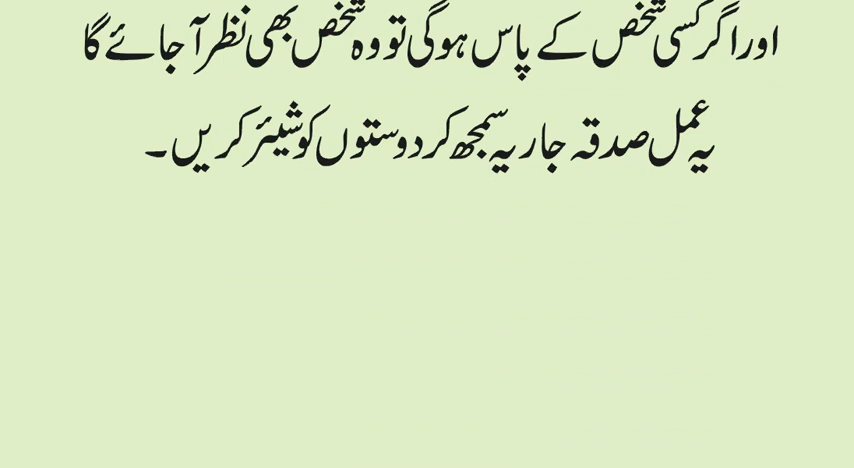 اور اگر کسی شخص کے پاس ہوگی تو وہ شخص بھی نظر آ جائے گا
یہ عمل صدقہ جاریہ سمجھ کر دوستوں کو شیئر کریں۔